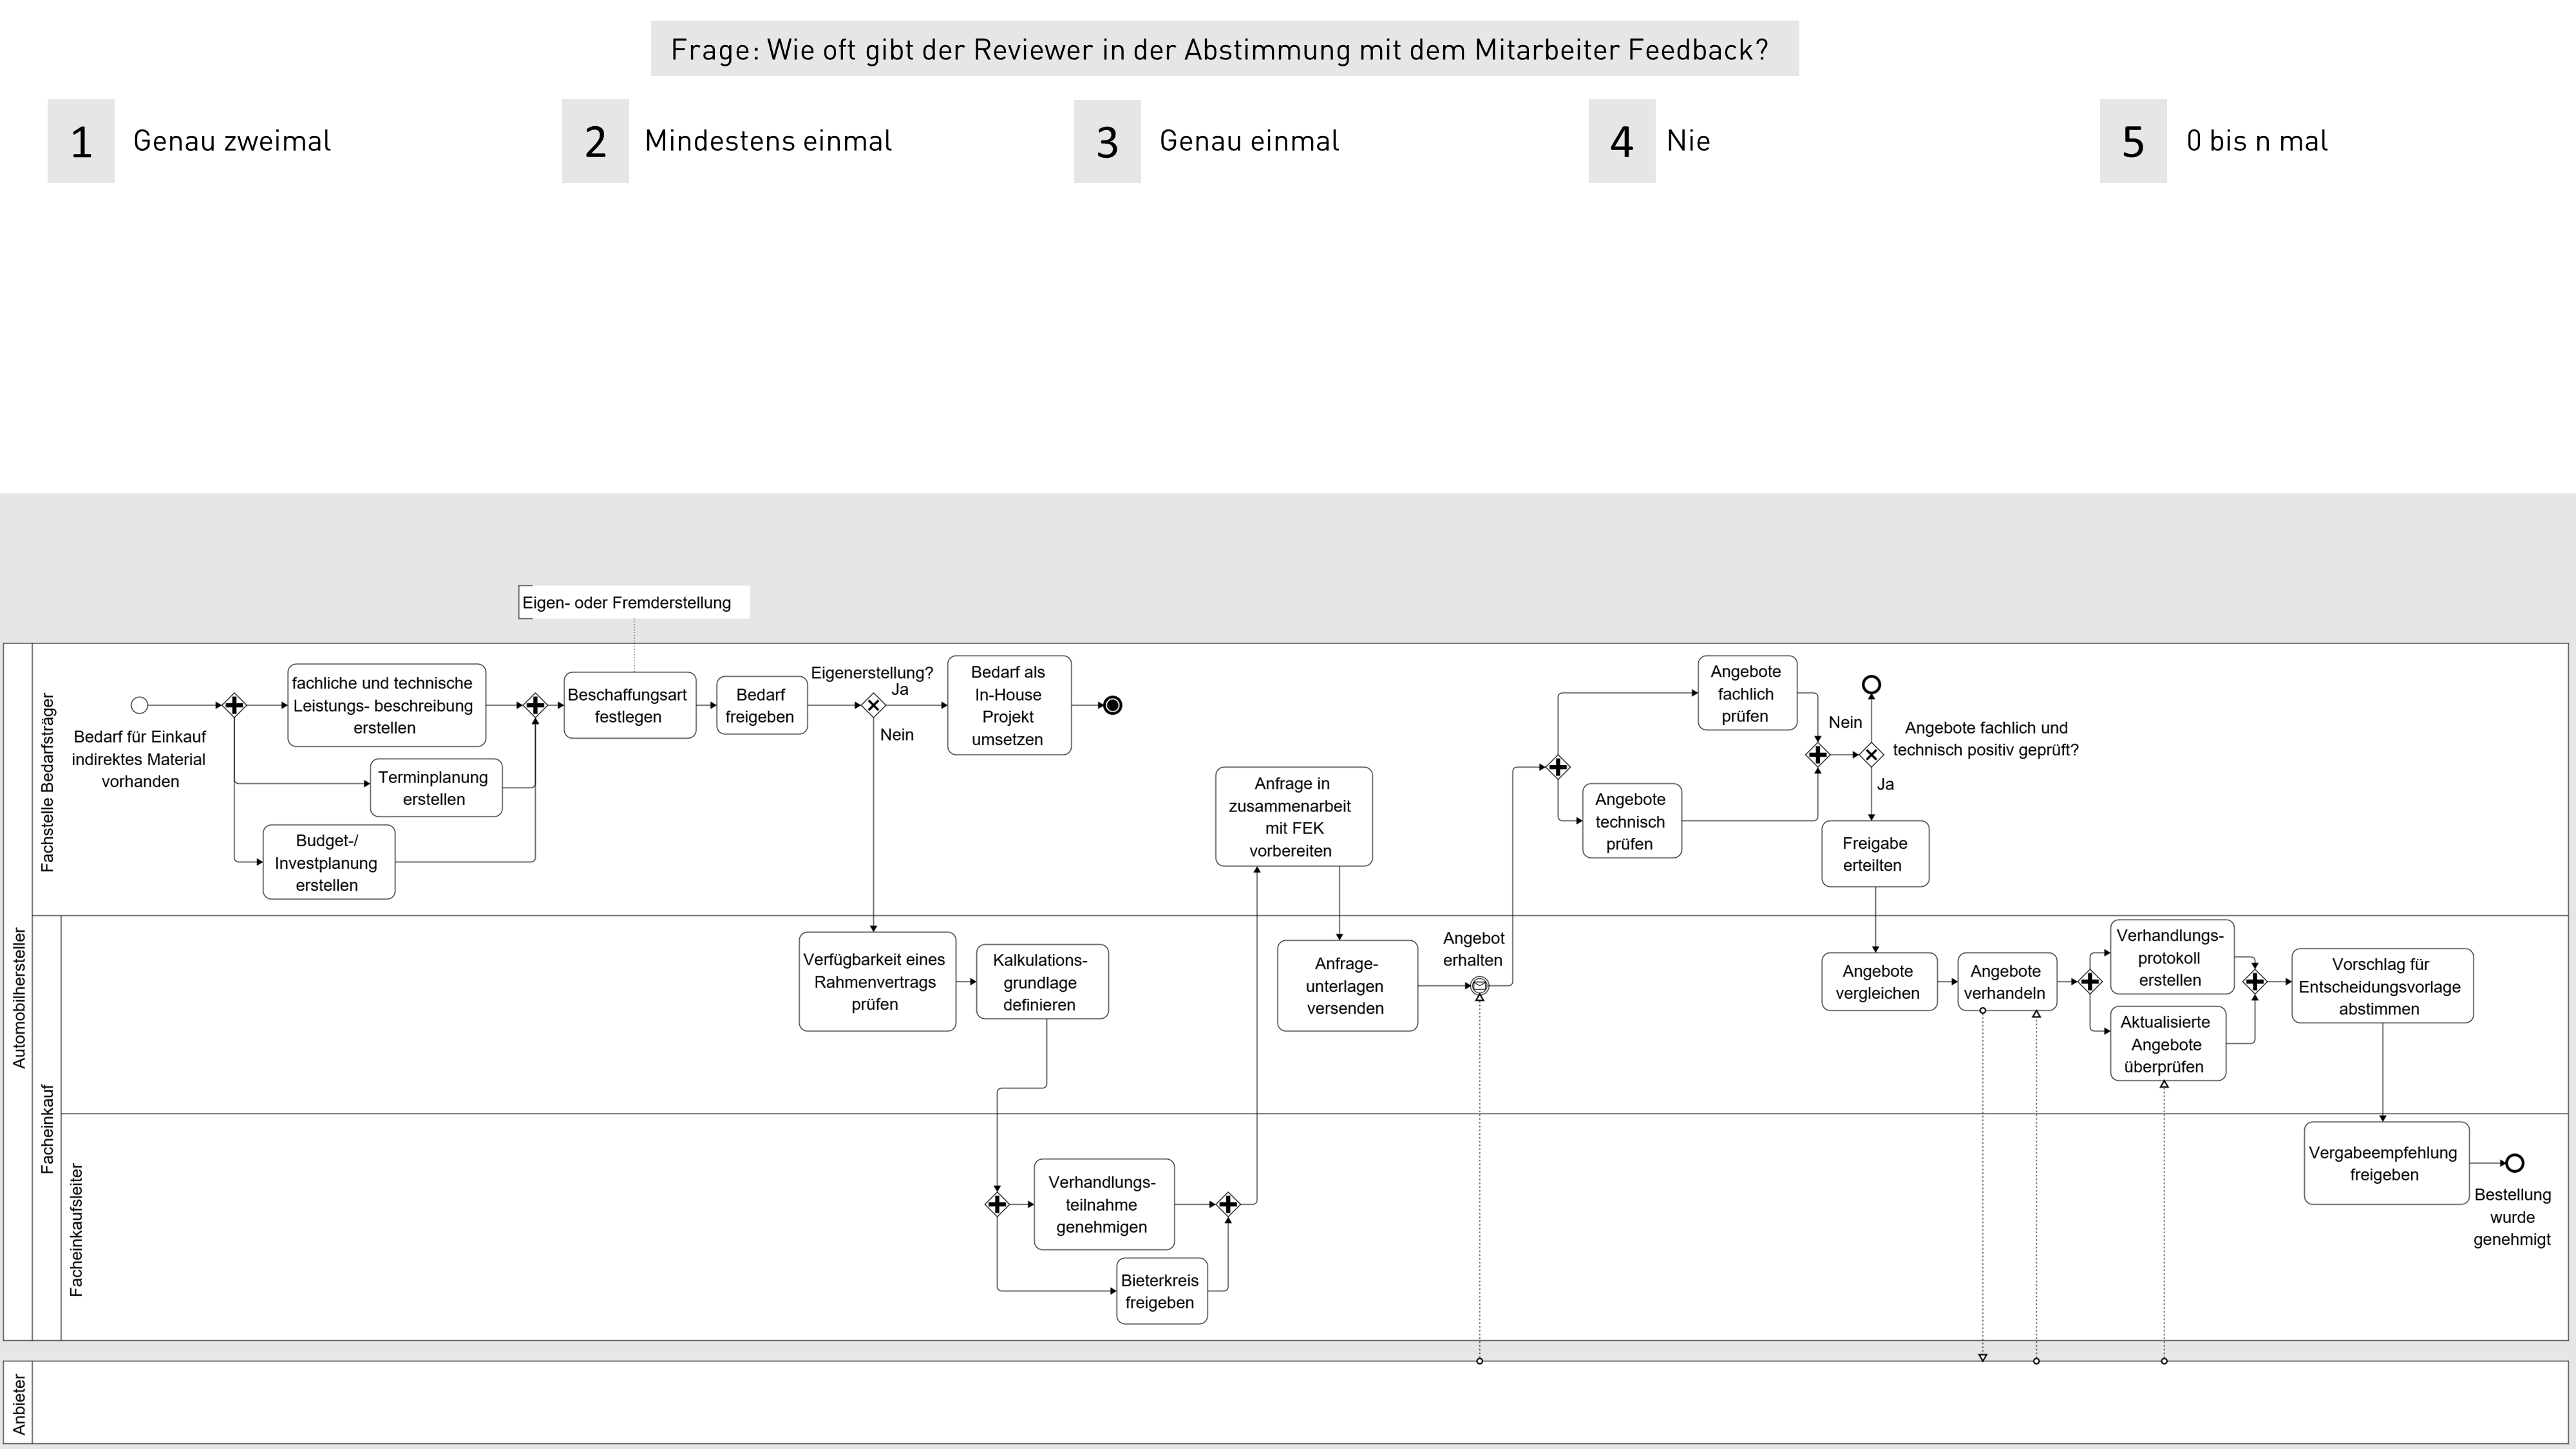 Frage: Wie oft gibt der Reviewer in der Abstimmung mit dem Mitarbeiter Feedback?
1 Genau zweimal
2 Mindestens einmal
3 Genau einmal
4 Nie
5 0 bis n mal
Eigen- oder Fremderstellung
Automobilhersteller
Fachstelle Bedarfsträger
Bedarf für Einkauf
indirektes Material
vorhanden
fachliche und technische
Leistungs- beschreibung
erstellen
Terminplanung
erstellen
Budget-/
Investplanung
erstellen
Beschaffungsart
festlegen
Bedarf
freigeben
Eigenerstellung?
Ja
Nein
Bedarf als
In-House
Projekt
umsetzen
Anfrage in
zusammenarbeit
mit FEK
vorbereiten
Angebote
fachlich
prüfen
Angebote
technisch
prüfen
Nein
Angebote fachlich und
technisch positiv geprüft?
Ja
Freigabe
erteilten
Facheinkauf
Verfügbarkeit eines
Rahmenvertrags
prüfen
Kalkulations-
grundlage
definieren
Anfrage-
unterlagen
versenden
Angebot
erhalten
Angebote
vergleichen
Angebote
verhandeln
Verhandlungs-
protokoll
erstellen
Aktualisierte
Angebote
überprüfen
Vorschlag für
Entscheidungsvorlage
abstimmen
Facheinkaufsleiter
Verhandlungs-
teilnahme
genehmigen
Bieterkreis
freigeben
Vergabeempfehlung
freigeben
Bestellung
wurde
genehmigt
Anbieter